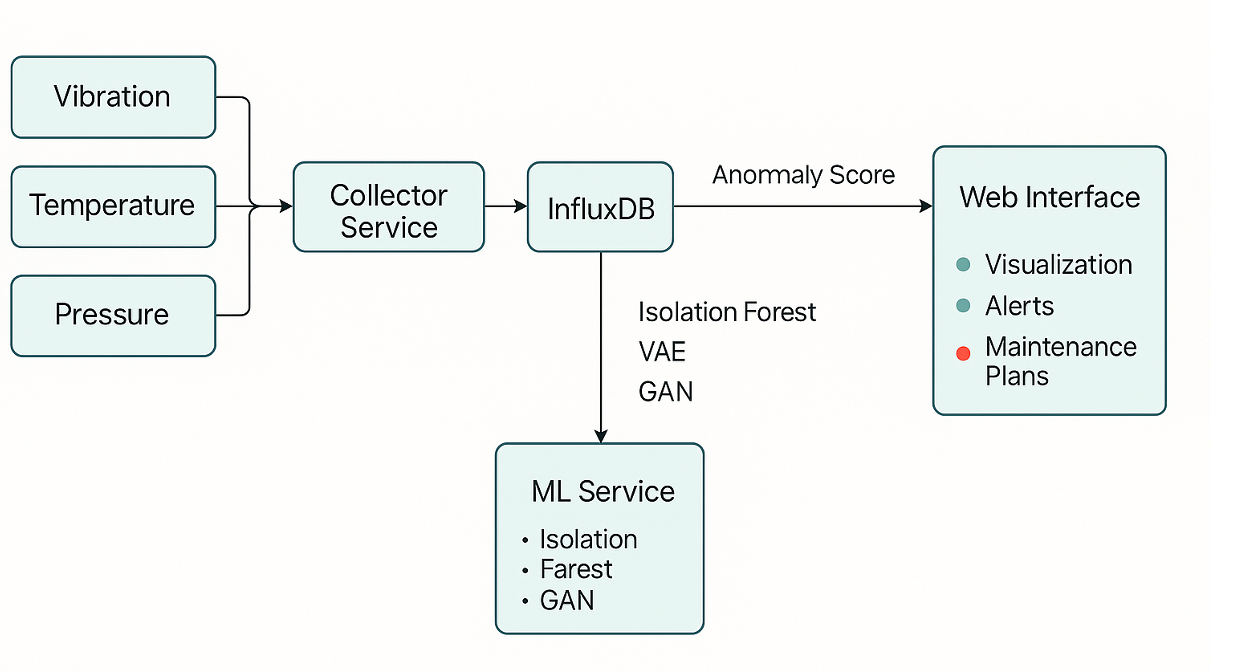 Vibration
Temperature
Pressure
Collector
Service
InfluxDB
Anormaly Score
Web Interface
Visualization
Alerts
Maintenance
Plans
Isolation Forest
VAE
GAN
ML Service
• Isolation
• Farest
• GAN